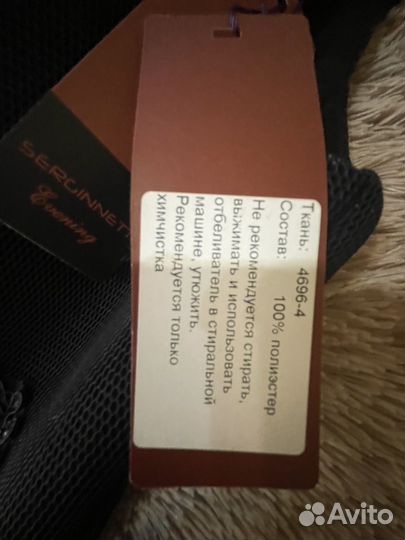 SERGINNETTI
Evening
Ткань: 4696-4
Состав: 100% полиэстер
Не рекомендуется стирать,
выжимать и использовать
отбеливатель в стиральной
машине, утюжить.
Рекомендуется только
химчистка
Avito